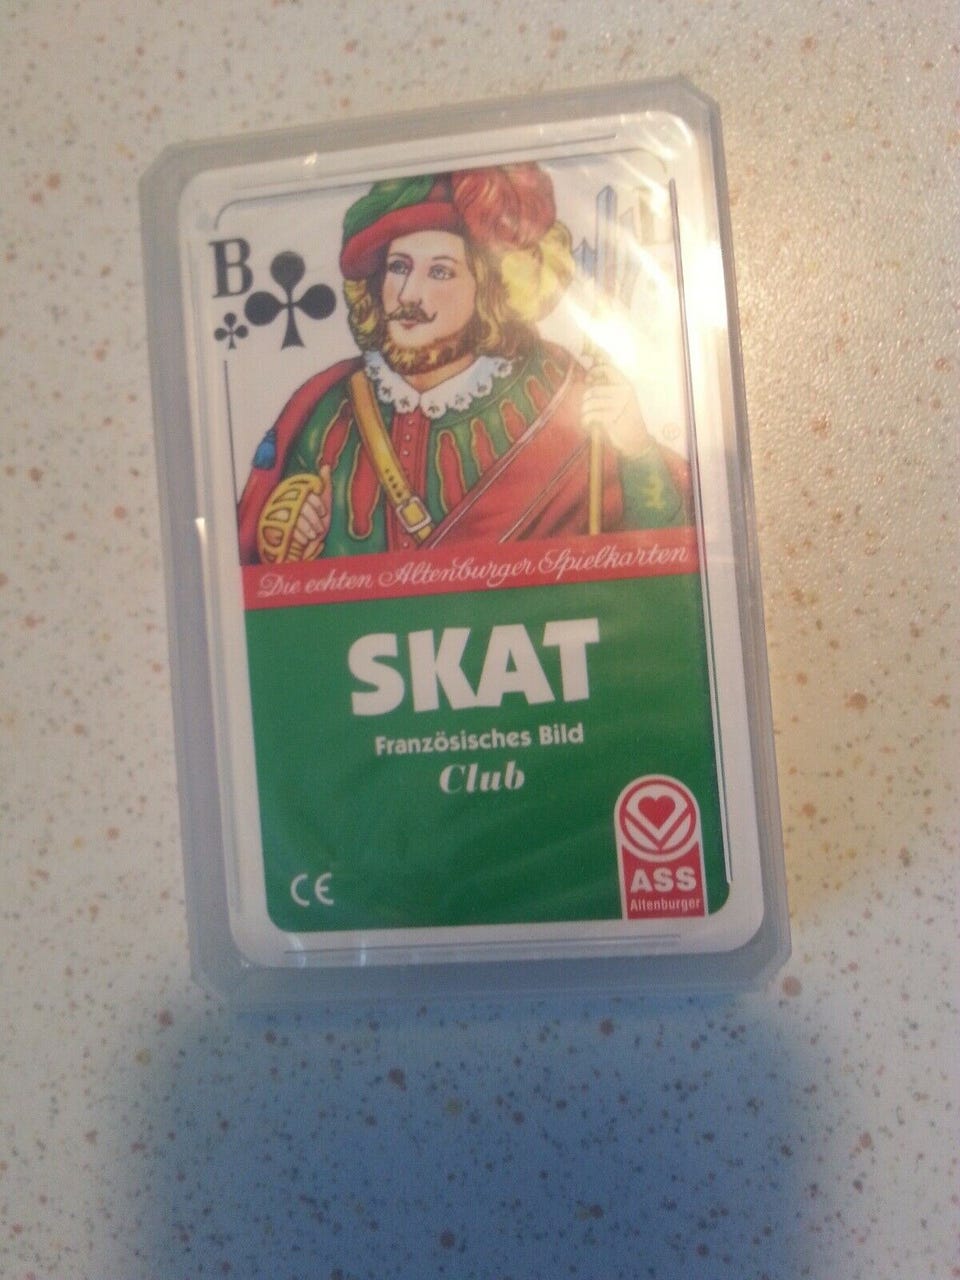 B
Die echten Altenburger Spielkarten
SKAT
Französisches Bild
Club
CE
ASS
Altenburger